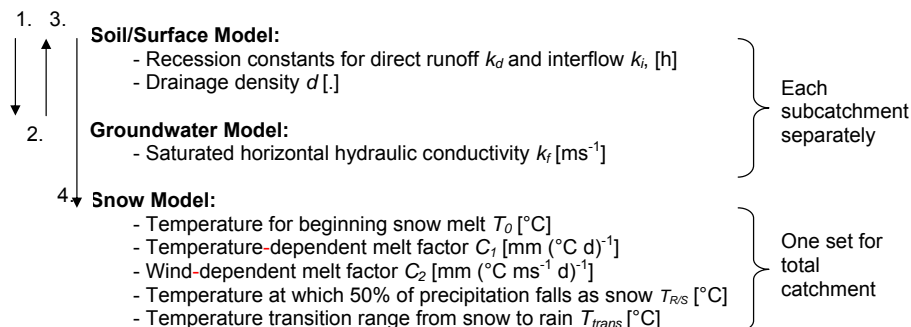 1. 3.
Soil/Surface Model:
- Recession constants for direct runoff k_d and interflow k_i, [h]
- Drainage density d [.]
Each
subcatchment
separately
2.
Groundwater Model:
- Saturated horizontal hydraulic conductivity k_f [ms⁻¹]
4.
Snow Model:
- Temperature for beginning snow melt T_0 [°C]
- Temperature-dependent melt factor C_1 [mm (°C d)⁻¹]
- Wind-dependent melt factor C_2 [mm (°C ms⁻¹ d)⁻¹]
- Temperature at which 50% of precipitation falls as snow T_R/S [°C]
- Temperature transition range from snow to rain T_trans [°C]
One set for
total
catchment